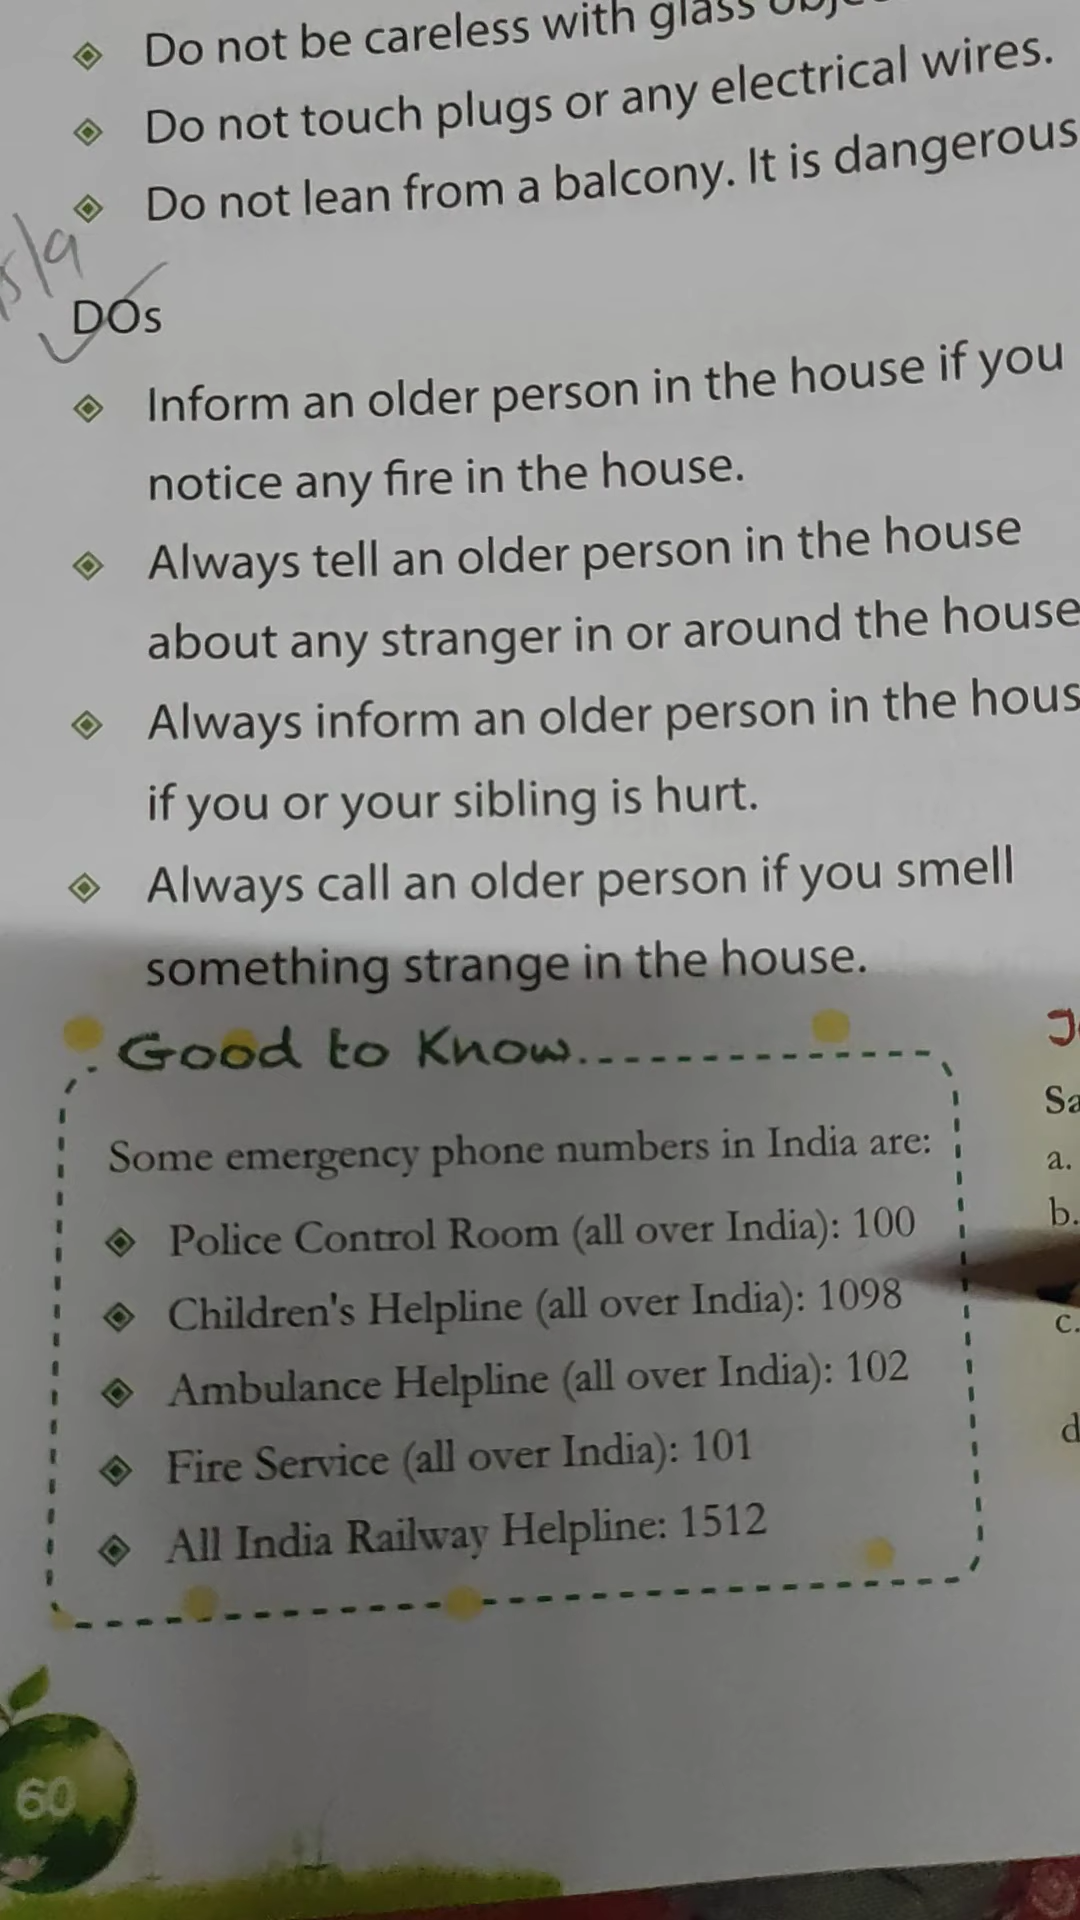 Do not be careless with glass
Do not touch plugs or any electrical wires.
Do not lean from a balcony. It is dangerous
DOs
Inform an older person in the house if you
notice any fire in the house.
Always tell an older person in the house
about any stranger in or around the house
Always inform an older person in the hous
if you or your sibling is hurt.
Always call an older person if you smell
something strange in the house.
Good to Know
Some emergency phone numbers in India are:
Police Control Room (all over India): 100
Children's Helpline (all over India): 1098
Ambulance Helpline (all over India): 102
Fire Service (all over India): 101
All India Railway Helpline: 1512
Sa
a.
b.
c.
d
60